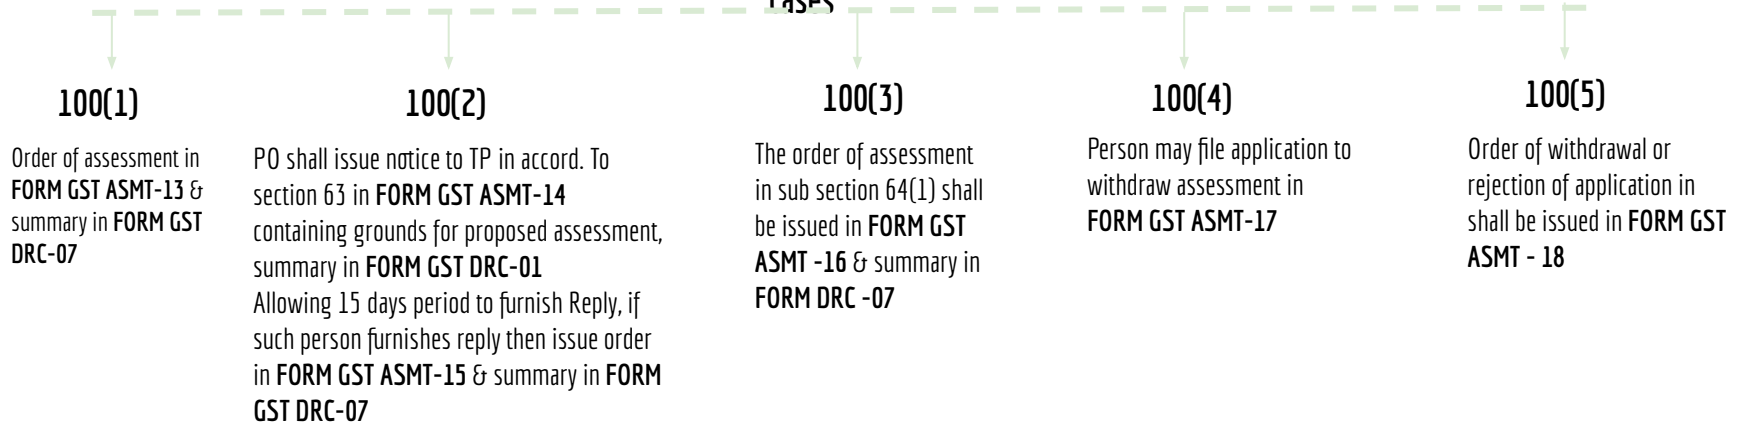 cases
100(1)
Order of assessment in
FORM GST ASMT-13 &
summary in FORM GST
DRC-07
100(2)
PO shall issue notice to TP in accord. To
section 63 in FORM GST ASMT-14
containing grounds for proposed assessment,
summary in FORM GST DRC-01
Allowing 15 days period to furnish Reply, if
such person furnishes reply then issue order
in FORM GST ASMT-15 & summary in FORM
GST DRC-07
100(3)
The order of assessment
in sub section 64(1) shall
be issued in FORM GST
ASMT -16 & summary in
FORM DRC -07
100(4)
Person may file application to
withdraw assessment in
FORM GST ASMT-17
100(5)
Order of withdrawal or
rejection of application in
shall be issued in FORM GST
ASMT - 18